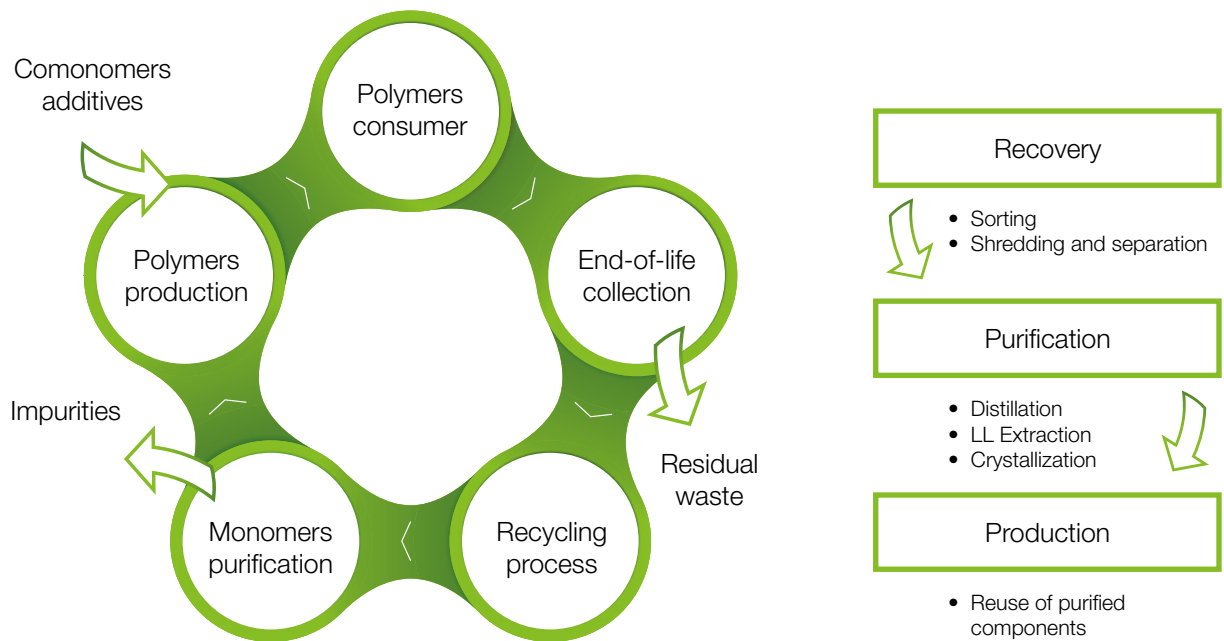 Comonomers
additives
Polymers
consumer
Polymers
production
End-of-life
collection
Impurities
Residual
waste
Monomers
purification
Recycling
process
Recovery
• Sorting
• Shredding and separation
Purification
• Distillation
• LL Extraction
• Crystallization
Production
• Reuse of purified
components